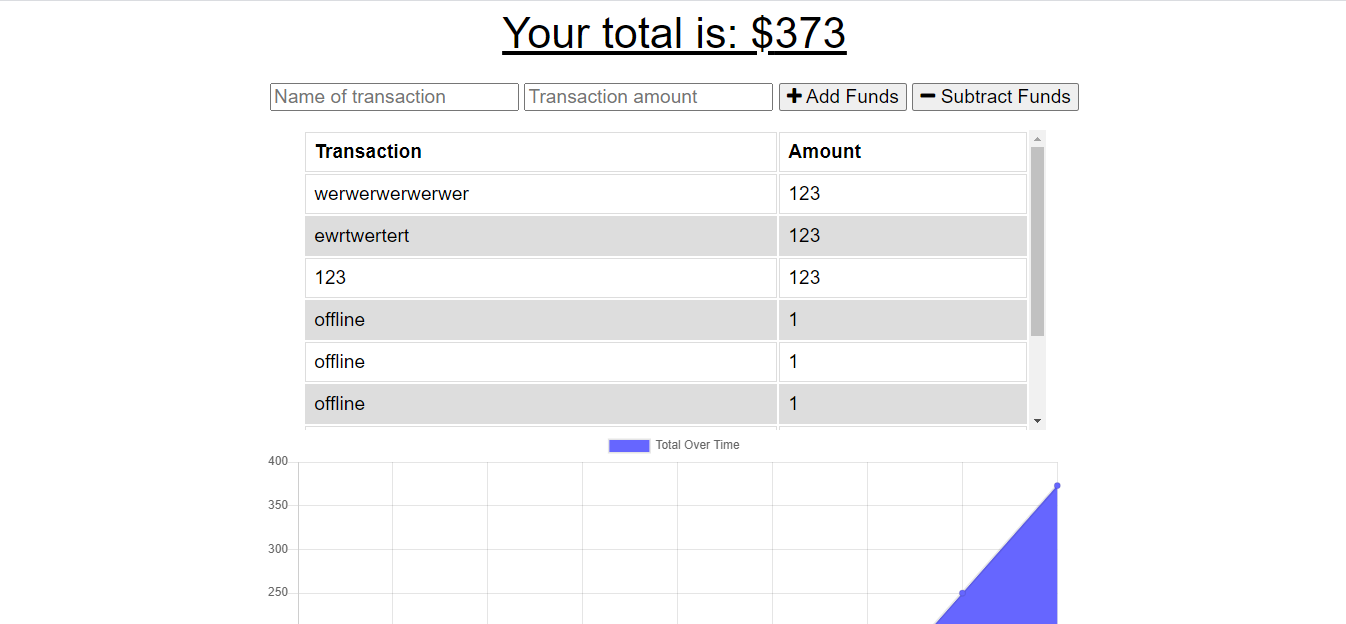 Your total is: $373
Name of transaction Transaction amount Add Funds Subtract Funds
Transaction Amount
werwerwerwerwer 123
ewrtwertert 123
123 123
offline 1
offline 1
offline 1
Total Over Time
400
350
300
250